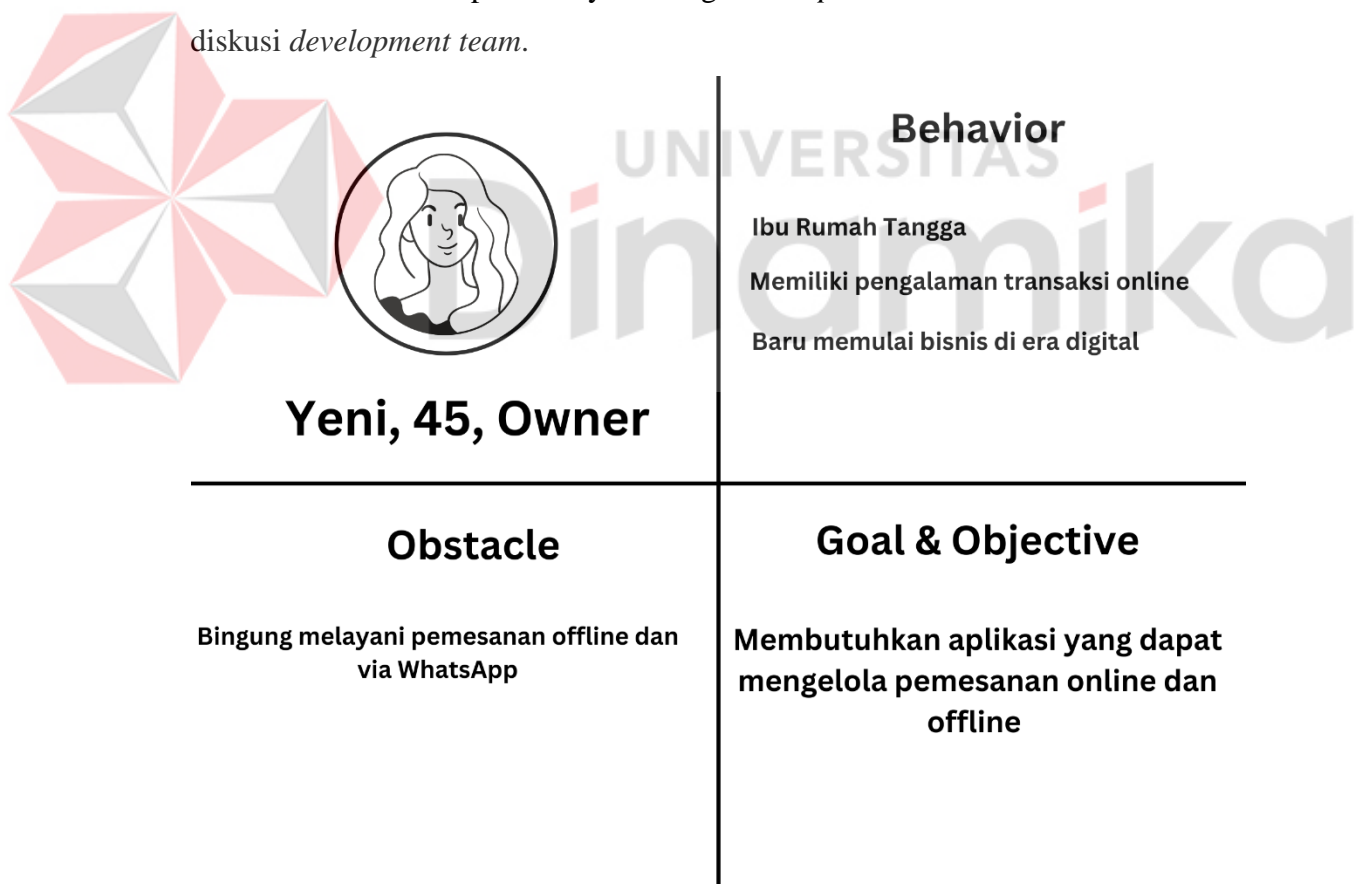 diskusi development team.
UNIVERSITAS
Dinamika
Yeni, 45, Owner
Behavior
Ibu Rumah Tangga
Memiliki pengalaman transaksi online
Baru memulai bisnis di era digital
Obstacle
Bingung melayani pemesanan offline dan
via WhatsApp
Goal & Objective
Membutuhkan aplikasi yang dapat
mengelola pemesanan online dan
offline